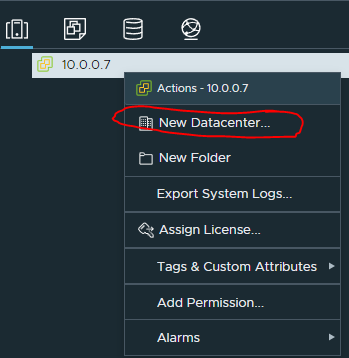 10.0.0.7
Actions - 10.0.0.7
New Datacenter...
New Folder
Export System Logs...
Assign License...
Tags & Custom Attributes
Add Permission...
Alarms